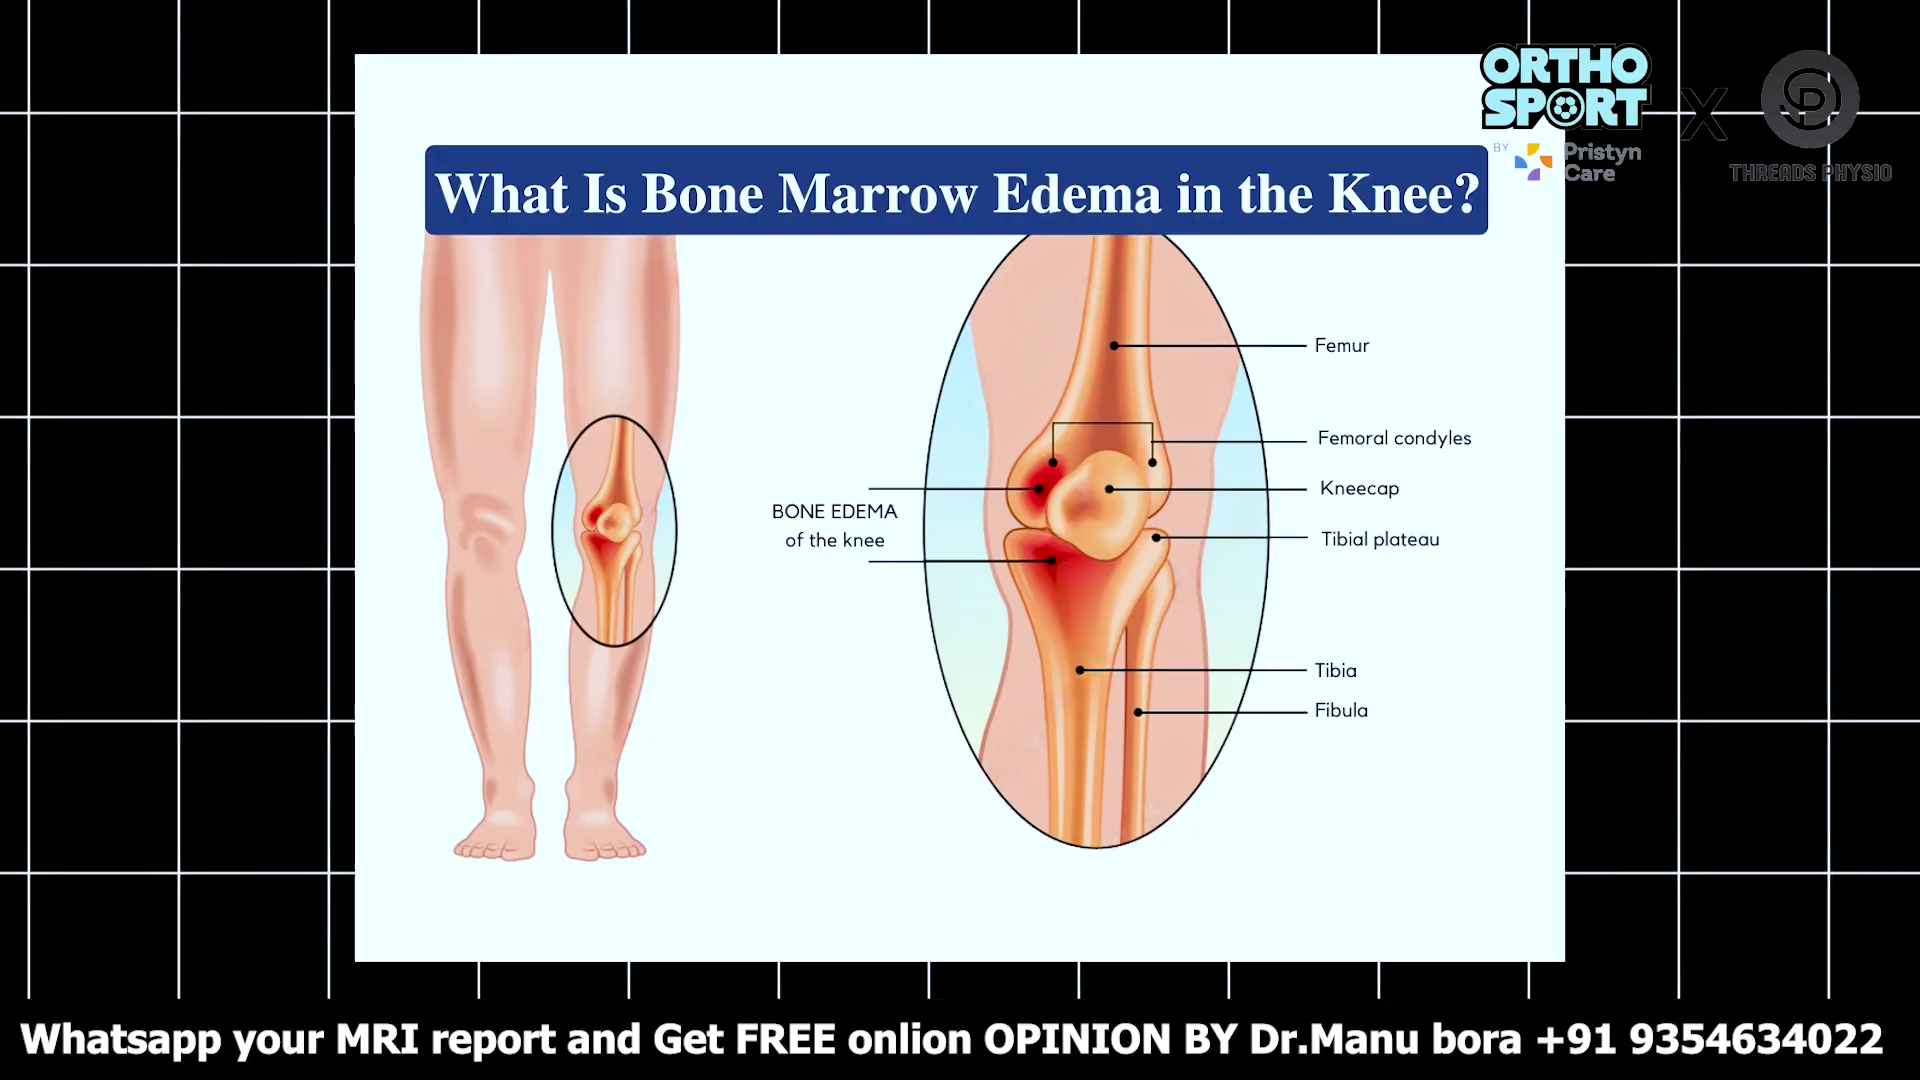 ORTHO
SPORT
BY Pristyn
Care
X
THREADS PHYSIO
What Is Bone Marrow Edema in the Knee?
Femur
Femoral condyles
Kneecap
BONE EDEMA
of the knee
Tibial plateau
Tibia
Fibula
Whatsapp your MRI report and Get FREE onlion OPINION BY Dr.Manu bora +91 9354634022